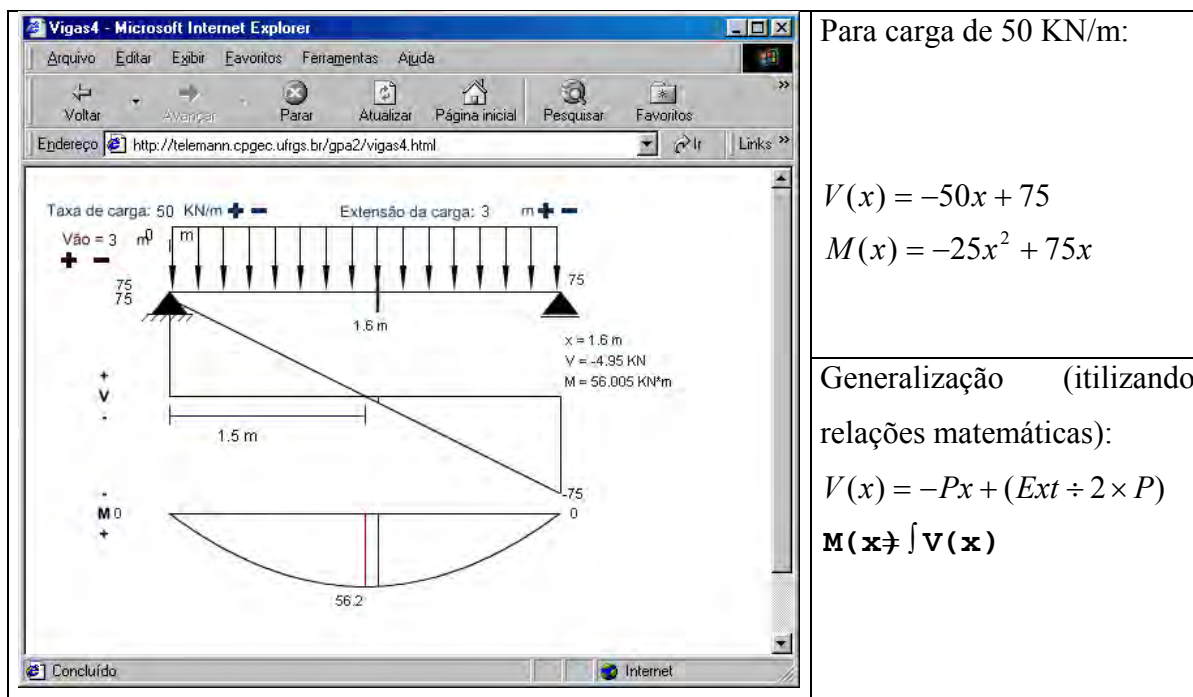 Vigas4 - Microsoft Internet Explorer
Arquivo Editar Exibir Favoritos Ferramentas Ajuda
Voltar Avançar Parar Atualizar Página inicial Pesquisar Favoritos »
Endereço http://telemann.cpgec.ufrgs.br/gpa2/vigas4.html Ir Links »
Taxa de carga: 50 KN/m + - Extensão da carga: 3 m + -
Vão = 3 m 0 m
+ -
75
75
75
1.6 m
x = 1.6 m
V = -4.95 KN
M = 56.005 KN*m
+
V
-
1.5 m
-75
-
M 0
0
+
56.2
Concluído Internet
Para carga de 50 KN/m:
V(x) = −50x + 75
M(x) = −25x² + 75x
Generalização (itilizando
relações matemáticas):
V(x) = −Px + (Ext ÷ 2 × P)
M(x)= ∫V(x)